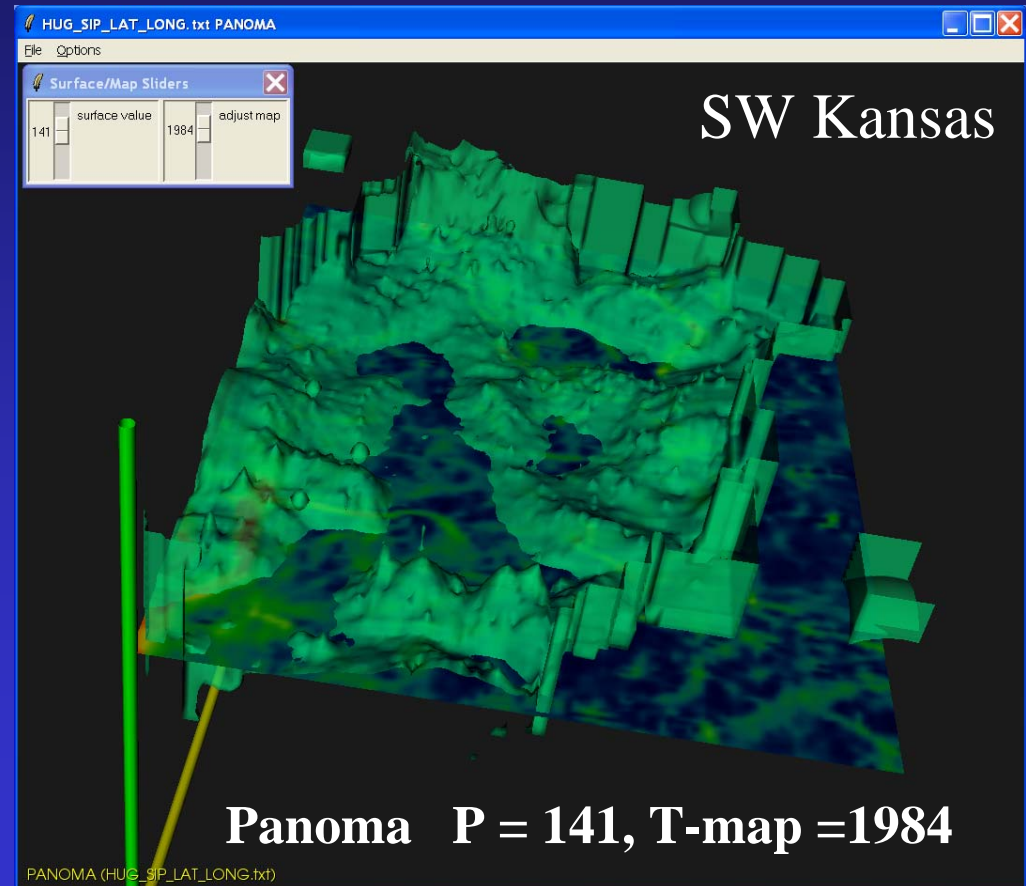 HUG_SIP_LAT_LONG.txt PANOMA
File Options
Surface/Map Sliders
141 surface value 1984 adjust map
SW Kansas
Panoma P = 141, T-map =1984
PANOMA (HUG_SIP_LAT_LONG.txt)